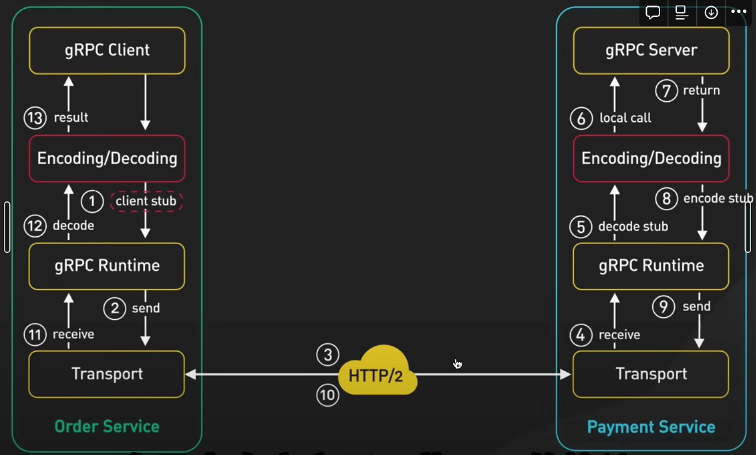 gRPC Client
13 result
Encoding/Decoding
1 client stub
12 decode
gRPC Runtime
2 send
11 receive
Transport
Order Service
3
HTTP/2
10
gRPC Server
7 return
6 local call
Encoding/Decoding
8 encode stub
5 decode stub
gRPC Runtime
9 send
4 receive
Transport
Payment Service